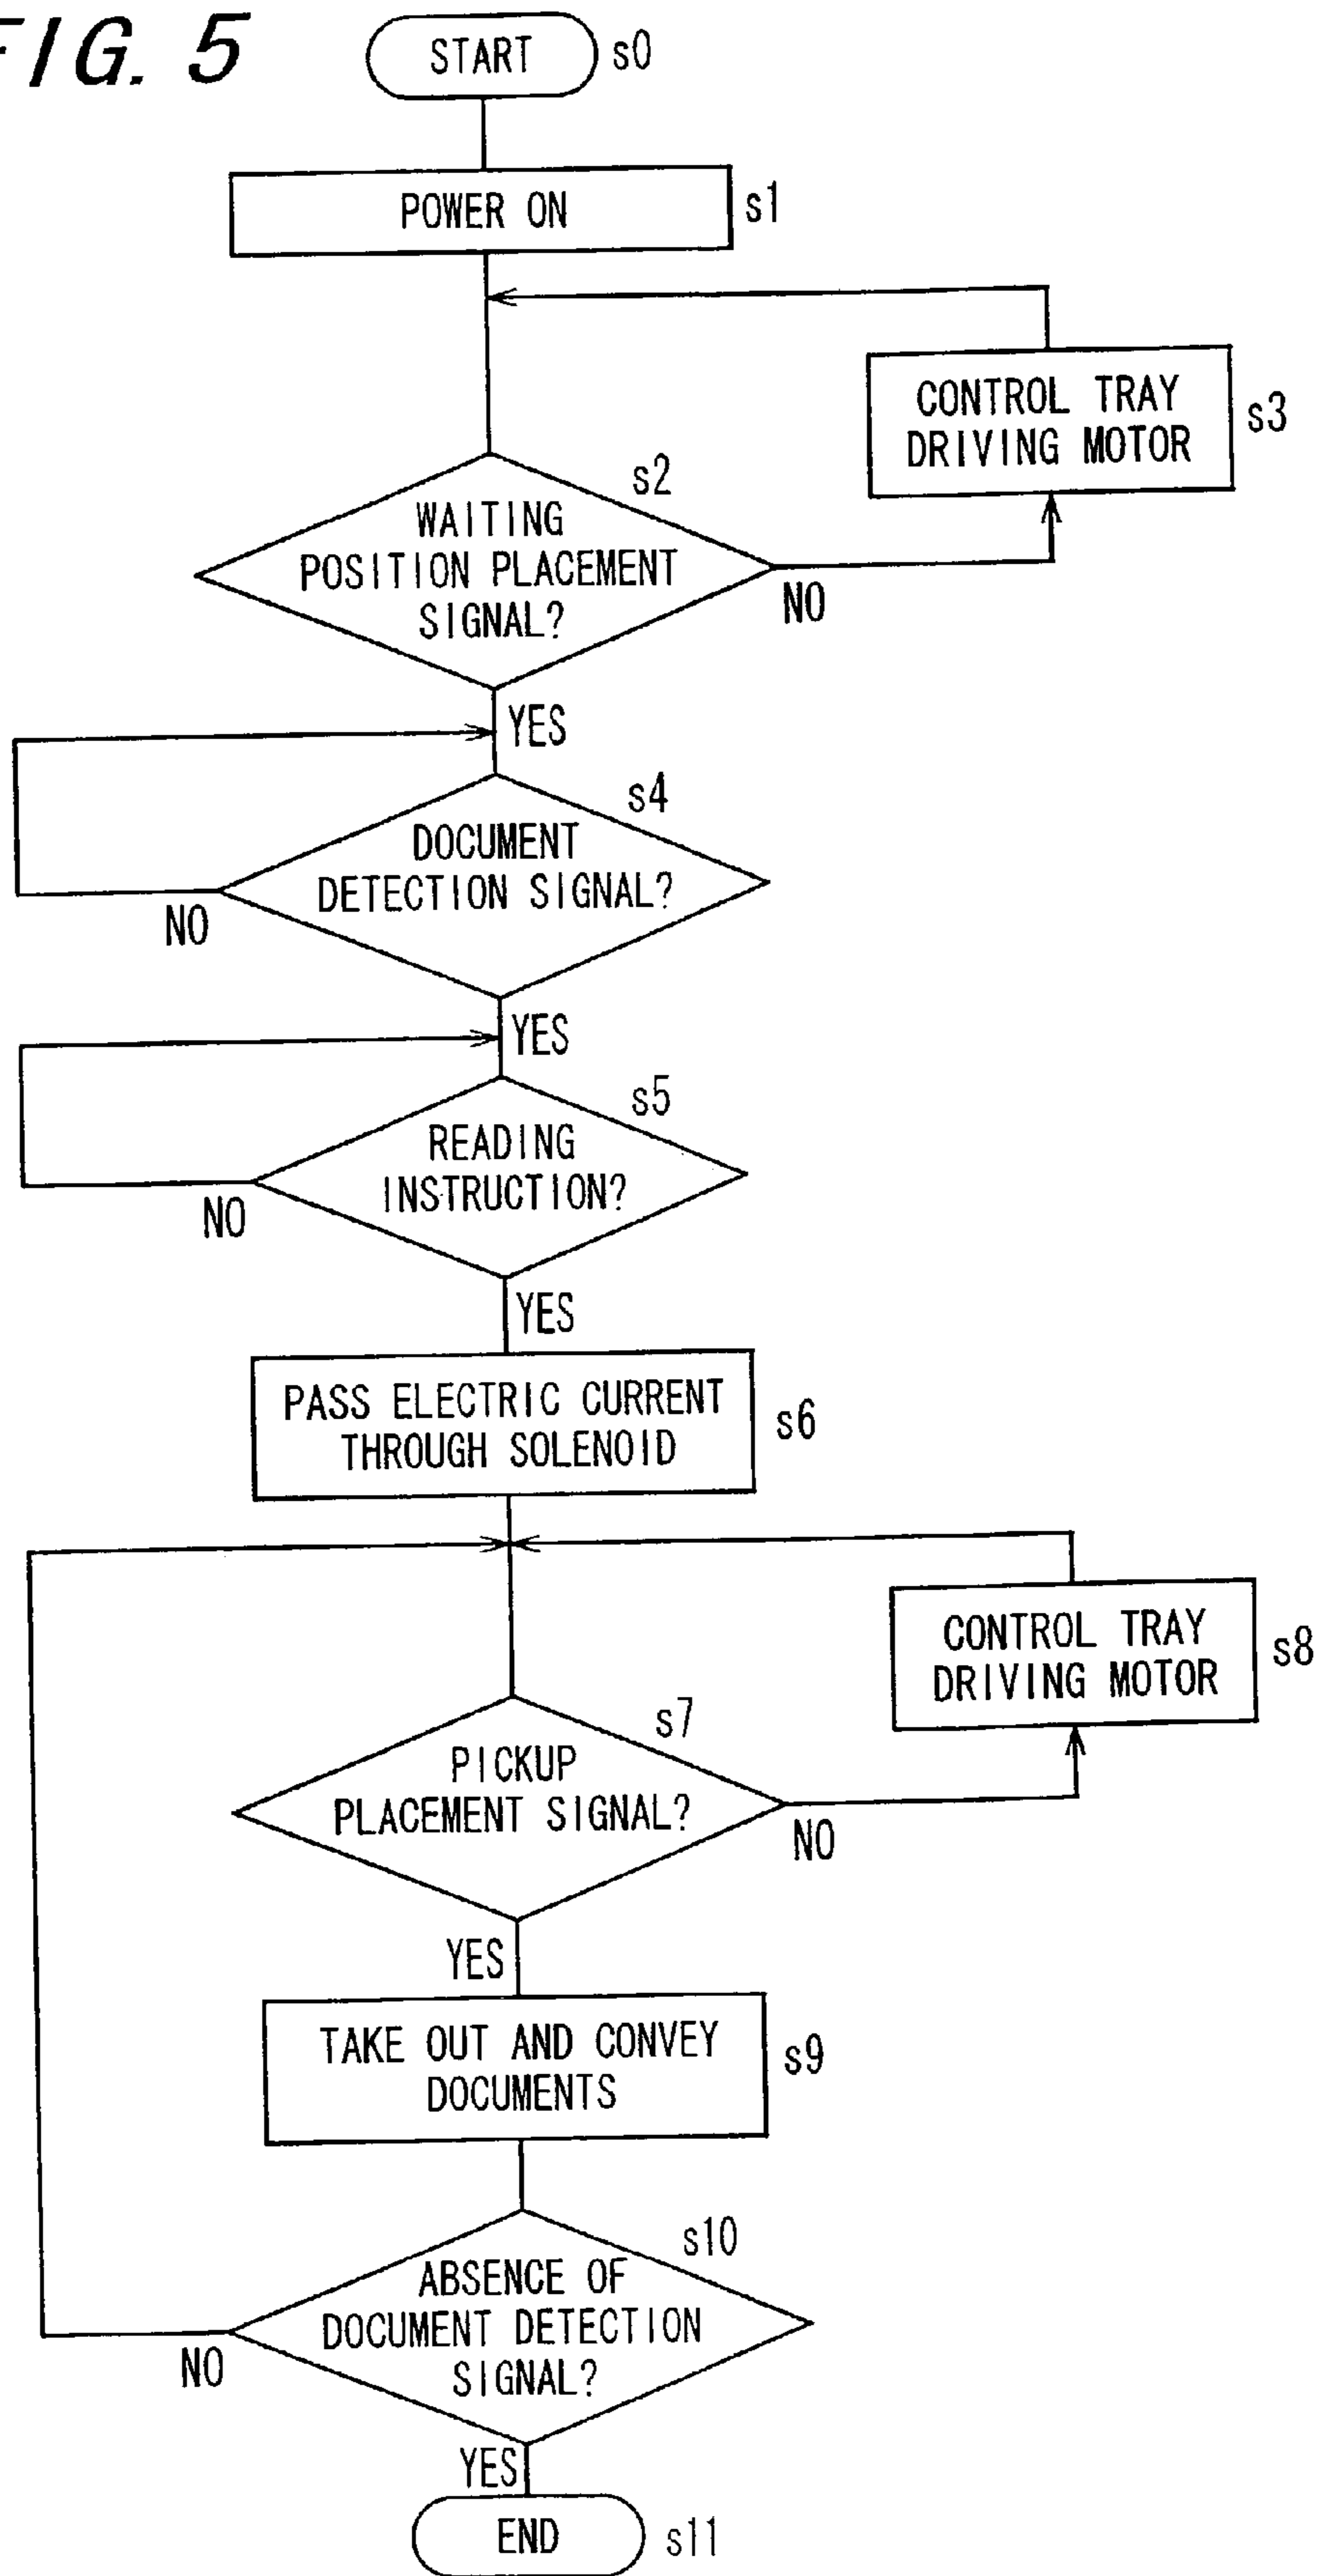 FIG. 5
START s0
POWER ON s1
CONTROL TRAY
DRIVING MOTOR
s3
s2
WAITING
POSITION PLACEMENT
SIGNAL?
NO
YES
s4
DOCUMENT
DETECTION SIGNAL?
NO
YES
s5
READING
INSTRUCTION?
NO
YES
PASS ELECTRIC CURRENT
THROUGH SOLENOID
s6
CONTROL TRAY
DRIVING MOTOR
s8
s7
PICKUP
PLACEMENT SIGNAL?
NO
YES
TAKE OUT AND CONVEY
DOCUMENTS
s9
s10
ABSENCE OF
DOCUMENT DETECTION
SIGNAL?
NO
YES
END s11